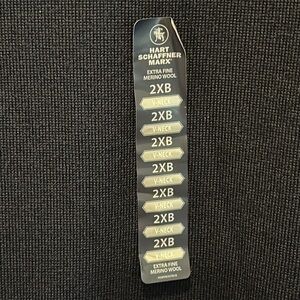 HART
SCHAFFNER
MARX
EXTRA FINE
MERINO WOOL
2XB
V-NECK
2XB
V-NECK
2XB
V-NECK
2XB
V-NECK
2XB
V-NECK
2XB
V-NECK
2XB
EXTRA FINE
MERINO WOOL